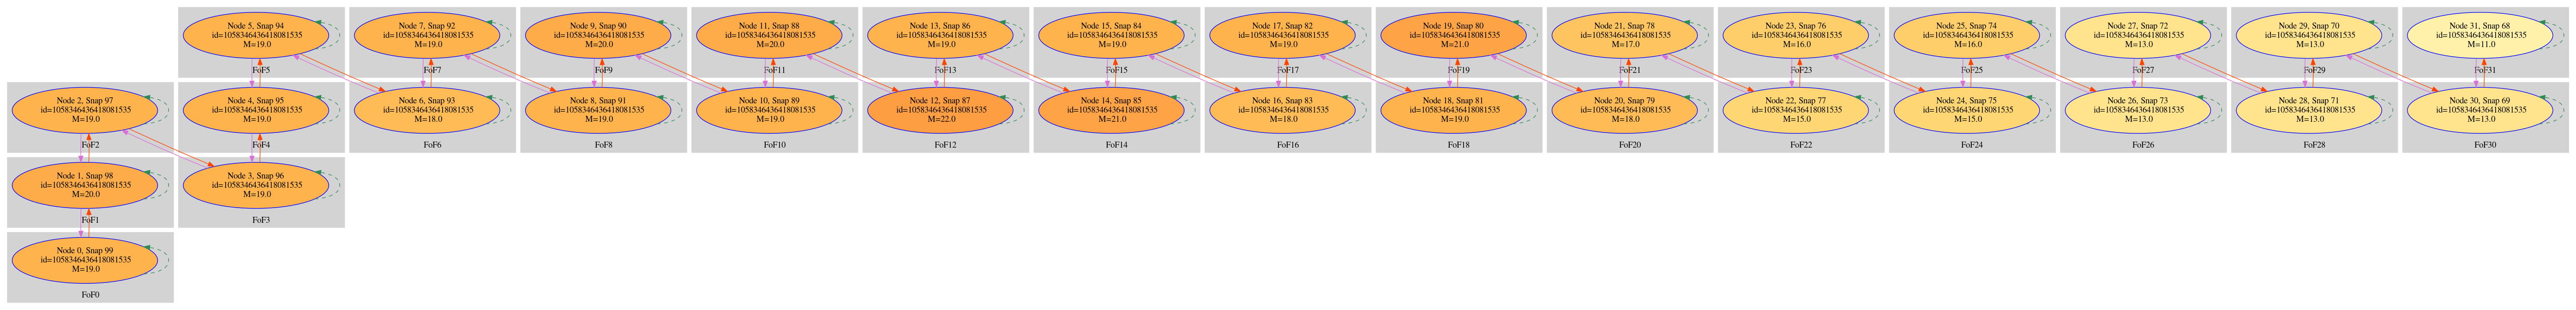 Node 5, Snap 94
id=1058346436418081535
M=19.0
FoF5
Node 7, Snap 92
id=1058346436418081535
M=19.0
FoF7
Node 9, Snap 90
id=1058346436418081535
M=20.0
FoF9
Node 11, Snap 88
id=1058346436418081535
M=20.0
FoF11
Node 13, Snap 86
id=1058346436418081535
M=19.0
FoF13
Node 15, Snap 84
id=1058346436418081535
M=19.0
FoF15
Node 17, Snap 82
id=1058346436418081535
M=19.0
FoF17
Node 19, Snap 80
id=1058346436418081535
M=21.0
FoF19
Node 21, Snap 78
id=1058346436418081535
M=17.0
FoF21
Node 23, Snap 76
id=1058346436418081535
M=16.0
FoF23
Node 25, Snap 74
id=1058346436418081535
M=16.0
FoF25
Node 27, Snap 72
id=1058346436418081535
M=13.0
FoF27
Node 29, Snap 70
id=1058346436418081535
M=13.0
FoF29
Node 31, Snap 68
id=1058346436418081535
M=11.0
FoF31
Node 2, Snap 97
id=1058346436418081535
M=19.0
FoF2
Node 4, Snap 95
id=1058346436418081535
M=19.0
FoF4
Node 6, Snap 93
id=1058346436418081535
M=18.0
FoF6
Node 8, Snap 91
id=1058346436418081535
M=19.0
FoF8
Node 10, Snap 89
id=1058346436418081535
M=19.0
FoF10
Node 12, Snap 87
id=1058346436418081535
M=22.0
FoF12
Node 14, Snap 85
id=1058346436418081535
M=21.0
FoF14
Node 16, Snap 83
id=1058346436418081535
M=18.0
FoF16
Node 18, Snap 81
id=1058346436418081535
M=19.0
FoF18
Node 20, Snap 79
id=1058346436418081535
M=18.0
FoF20
Node 22, Snap 77
id=1058346436418081535
M=15.0
FoF22
Node 24, Snap 75
id=1058346436418081535
M=15.0
FoF24
Node 26, Snap 73
id=1058346436418081535
M=13.0
FoF26
Node 28, Snap 71
id=1058346436418081535
M=13.0
FoF28
Node 30, Snap 69
id=1058346436418081535
M=13.0
FoF30
Node 1, Snap 98
id=1058346436418081535
M=20.0
FoF1
Node 3, Snap 96
id=1058346436418081535
M=19.0
FoF3
Node 0, Snap 99
id=1058346436418081535
M=19.0
FoF0